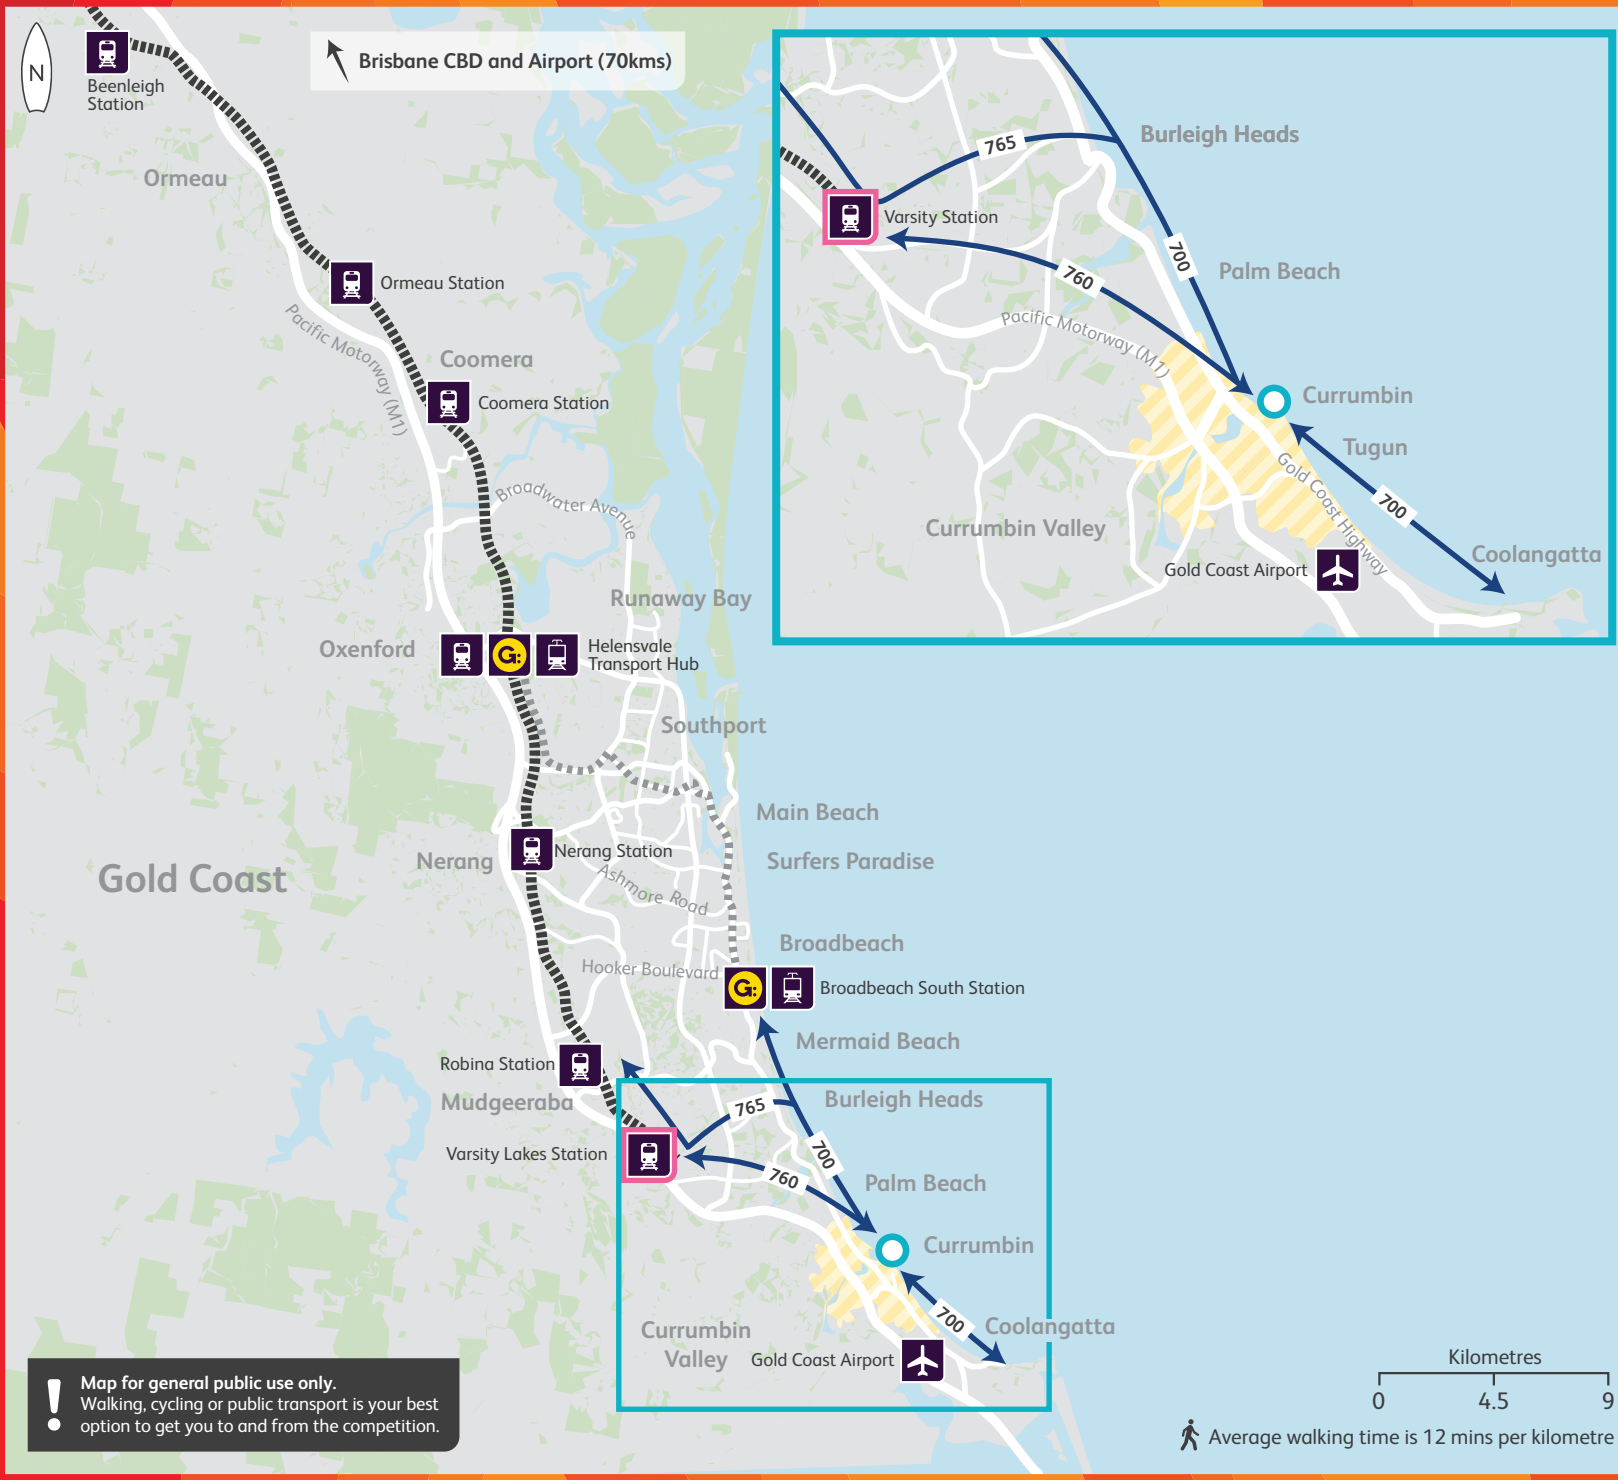 N
Beenleigh
Station
Brisbane CBD and Airport (70kms)
Ormeau
Ormeau Station
Pacific Motorway (M1)
Coomera
Coomera Station
Broadwater Avenue
Runaway Bay
Oxenford
G:
Helensvale
Transport Hub
Southport
Main Beach
Surfers Paradise
Nerang
Nerang Station
Gold Coast
Ashmore Road
Broadbeach
Hooker Boulevard
G:
Broadbeach South Station
Mermaid Beach
Robina Station
Mudgeeraba
765
Burleigh Heads
Varsity Lakes Station
700
760
Palm Beach
Currumbin
700
Coolangatta
Currumbin
Valley
Gold Coast Airport
Burleigh Heads
765
Varsity Station
700
Palm Beach
760
Pacific Motorway (M1)
Currumbin
Tugun
Gold Coast Highway
700
Currumbin Valley
Coolangatta
Gold Coast Airport
!
Map for general public use only.
Walking, cycling or public transport is your best
option to get you to and from the competition.
Kilometres
0 4.5 9
Average walking time is 12 mins per kilometre